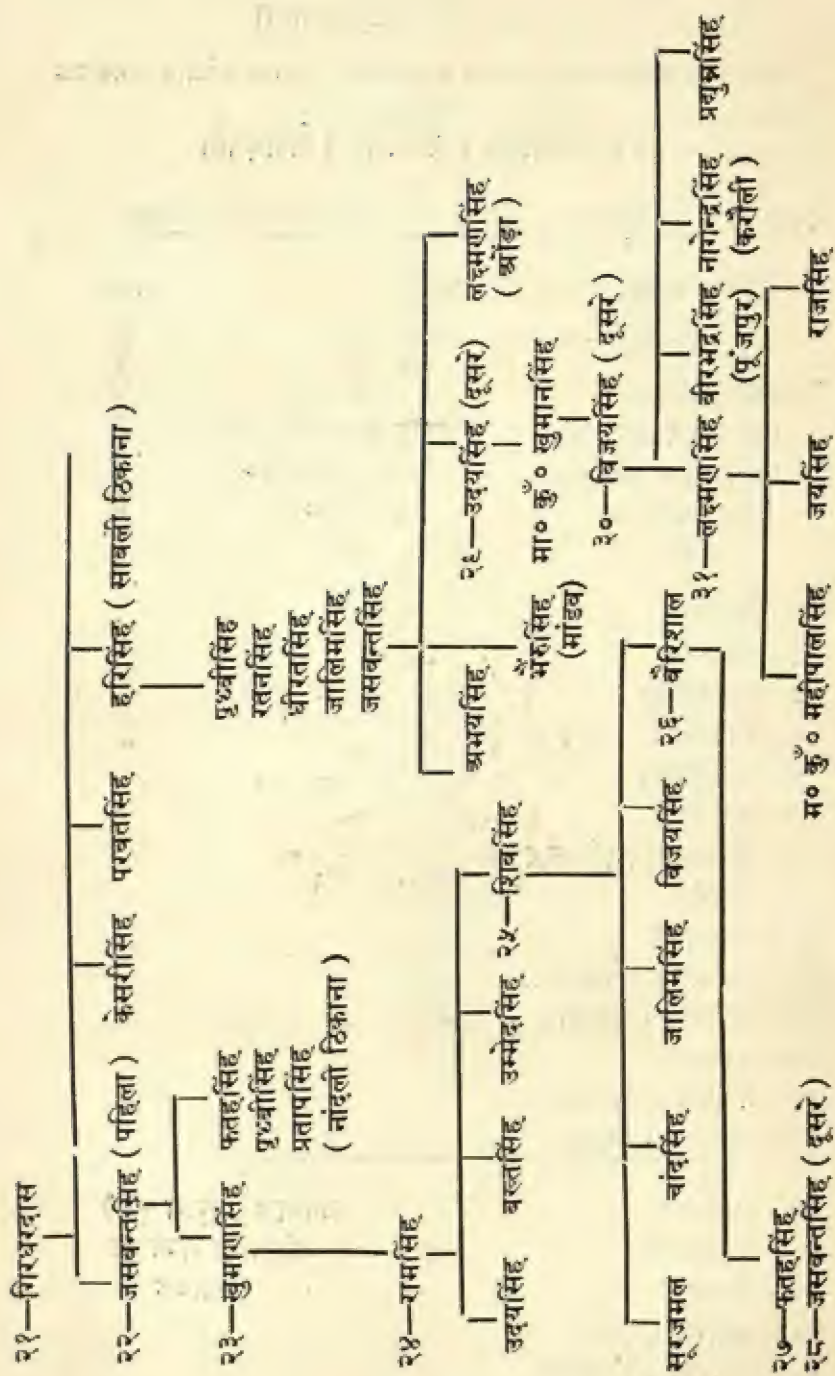 २१—गिरधरदास
२२—जसवन्तसिंह ( पहिला ) केसरीसिंह परबतसिंह हरिसिंह ( साबली ठिकाना )
२३—खुमाणसिंह फतहसिंह
पृथ्वीसिंह
प्रतापसिंह
( नांदली ठिकाना )
पृथ्वीसिंह
रतनसिंह
धीरतसिंह
जालिमसिंह
जसवन्तसिंह
२४—रामसिंह
उदयसिंह बख्तसिंह उम्मेदसिंह २५—शिवसिंह
सूरजमल चांदसिंह जालिमसिंह विजयसिंह २६—वैरिशाल
२७—फतहसिंह
२८—जसवन्तसिंह ( दूसरे )
अभयसिंह भैरुसिंह
(मांडव)
२६—उदयसिंह (दूसरे) लक्ष्मणसिंह
( ओड़ा )
मा० कुँ० खुमानसिंह
३०—विजयसिंह ( दूसरे )
३१—लक्ष्मणसिंह वीरभद्रसिंह नागेन्द्रसिंह प्रद्युम्नसिंह
(पूंजपुर) (करौली)
म० कुँ० महीपालसिंह जयसिंह राजसिंह